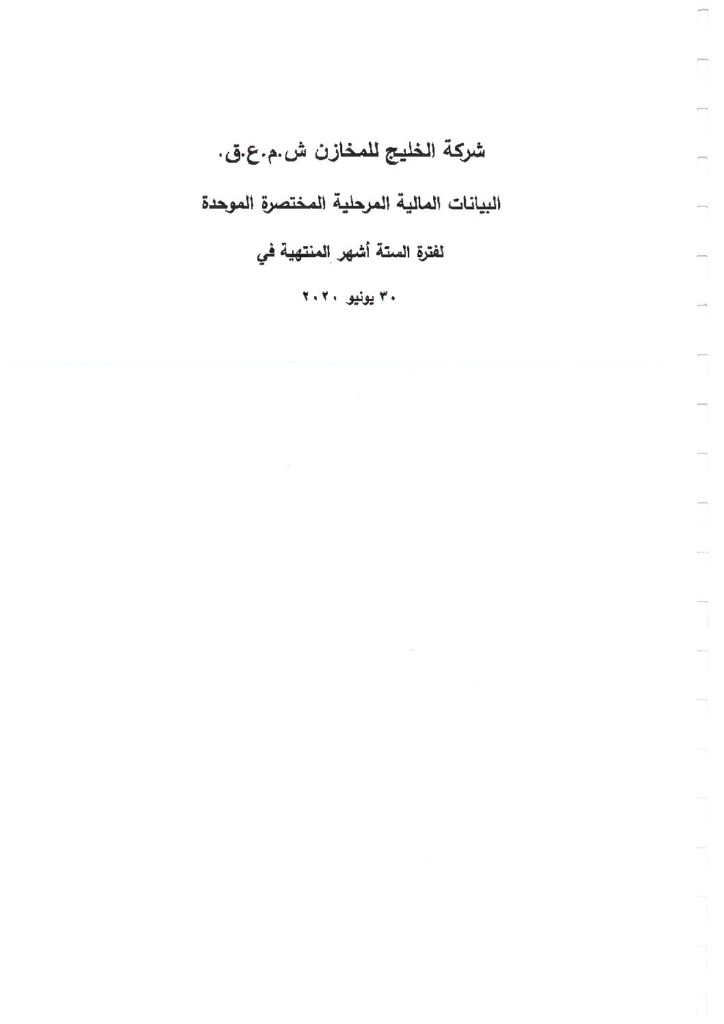 شركة الخليج للمخازن ش.م.ع.ق.
البيانات المالية المرحلية المختصرة الموحدة
لفترة الستة أشهر المنتهية في
٣٠ يونيو ٢٠٢٠